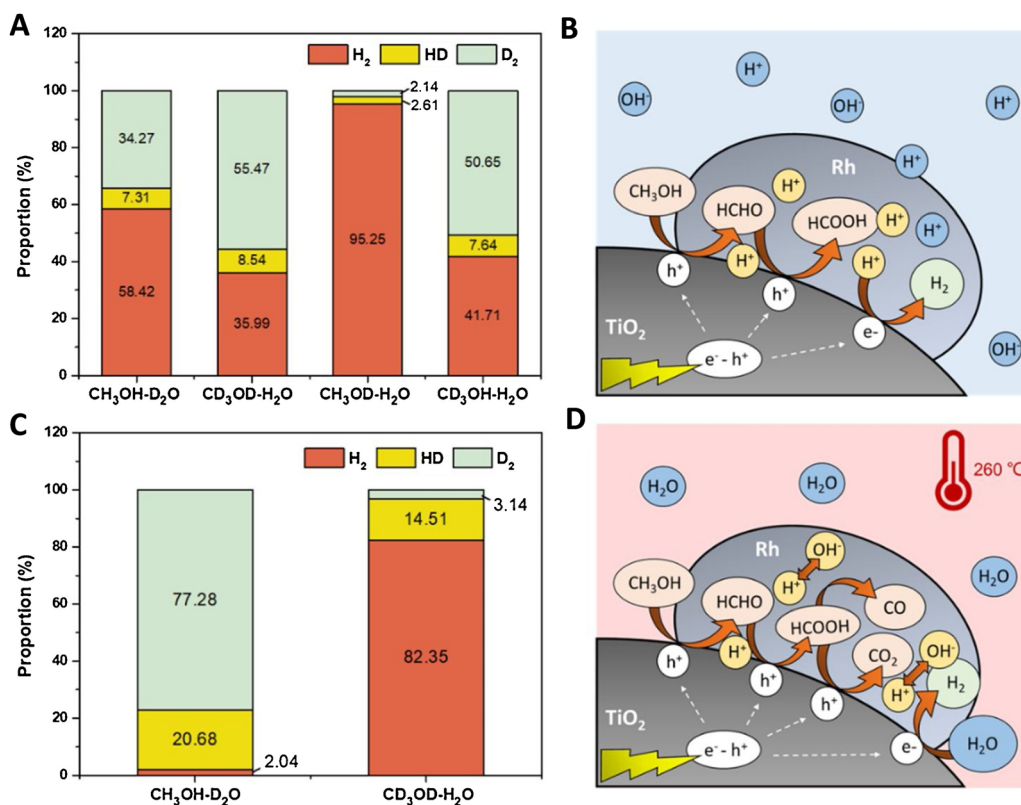 A
Proportion (%)
120
100
80
60
40
20
0
H₂ HD D₂
34.27
7.31
58.42
55.47
8.54
35.99
2.14
2.61
95.25
50.65
7.64
41.71
CH₃OH-D₂O CD₃OD-H₂O CH₃OD-H₂O CD₃OH-H₂O
B
H⁺
OH⁻
OH⁻
H⁺
H⁺
Rh
CH₃OH
H⁺
HCHO
HCOOH
H⁺
H⁺
H⁺
H⁺
h⁺
h⁺
H₂
e-
TiO₂
e⁻ - h⁺
OH⁻
C
Proportion (%)
120
100
80
60
40
20
0
H₂ HD D₂
77.28
20.68
2.04
3.14
14.51
82.35
CH₃OH-D₂O CD₃OD-H₂O
D
260 °C
H₂O
H₂O
H₂O
Rh
OH⁻
H⁺
CH₃OH
HCHO
HCOOH
CO
CO₂
OH⁻
H⁺
H₂
H⁺
h⁺
h⁺
h⁺
TiO₂
e⁻ - h⁺
e-
H₂O